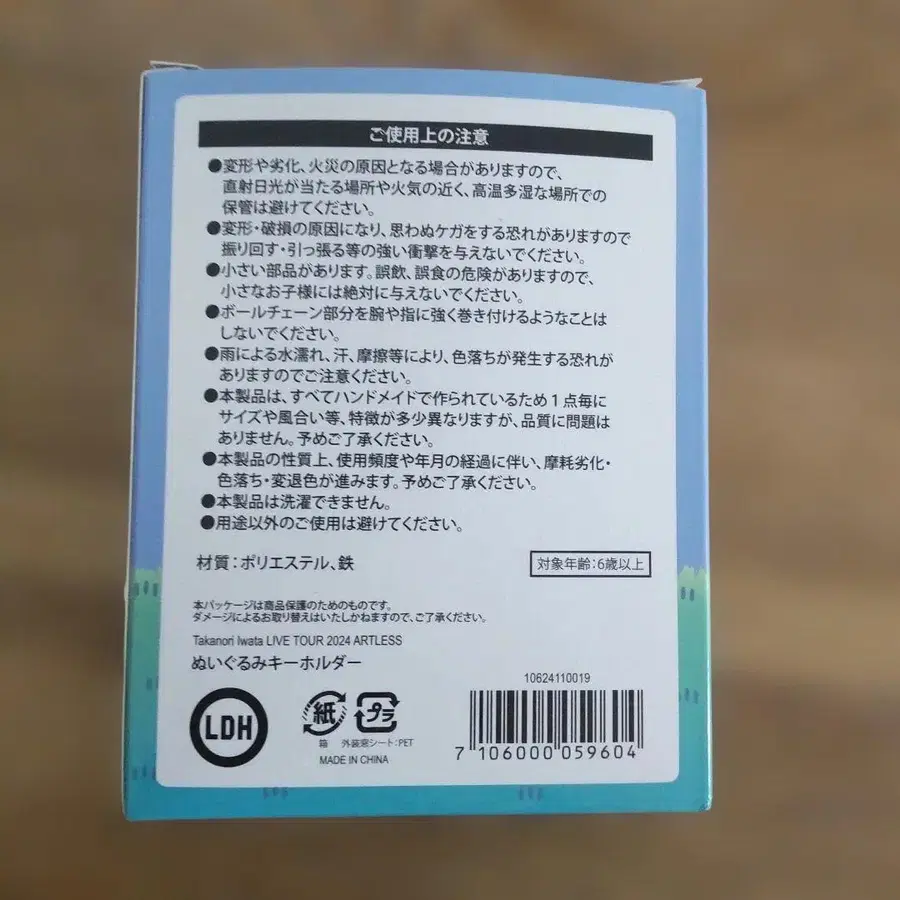 ご使用上の注意
●変形や劣化、火災の原因となる場合がありますので、
直射日光が当たる場所や火気の近く、高温多湿な場所での
保管は避けてください。
●変形・破損の原因になり、思わぬケガをする恐れがありますので
振り回す・引っ張る等の強い衝撃を与えないでください。
●小さい部品があります。誤飲、誤食の危険がありますので、
小さなお子様には絶対に与えないでください。
●ボールチェーン部分を腕や指に強く巻き付けるようなことは
しないでください。
●雨による水濡れ、汗、摩擦等により、色落ちが発生する恐れが
ありますのでご注意ください。
●本製品は、すべてハンドメイドで作られているため1点毎に
サイズや風合い等、特徴が多少異なりますが、品質に問題は
ありません。予めご了承ください。
●本製品の性質上、使用頻度や年月の経過に伴い、摩耗劣化・
色落ち・変退色が進みます。予めご了承ください。
●本製品は洗濯できません。
●用途以外のご使用は避けてください。
材質：ポリエステル、鉄
対象年齢：6歳以上
本パッケージは商品保護のためのものです。
ダメージによるお取り替えはいたしかねますので、ご了承ください。
Takanori Iwata LIVE TOUR 2024 ARTLESS
ぬいぐるみキーホルダー
LDH
紙
プラ
箱 外装窓シート：PET
MADE IN CHINA
10624110019
7 106000 059604